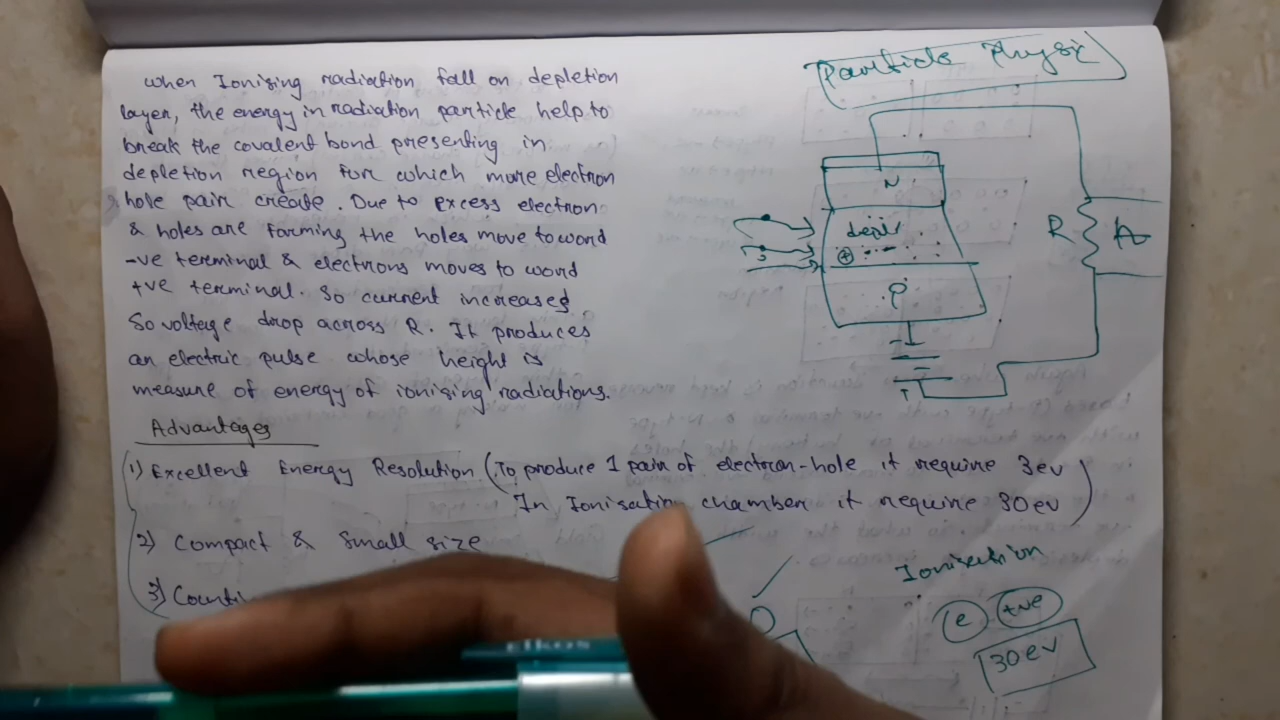 Particle Physi
when Ionising radiation fall on depletion
layer, the energy in radiation particle help to
break the covalent bond presenting in
depletion region for which more electron
hole pair create. Due to excess electron
& holes are farming the holes move toward
-ve terminal & electrons moves to word
+ve terminal. So current increased
So voltage drop across R. It produces
an electric pulse whose height is
measure of energy of ionising radiations.
N
depli
+
P
R
Advantages
1) Excellent Energy Resolution (To produce 1 pair of electron-hole it require 3ev
In Ionisation chamber it require 30ev)
2) Compact & Small size
3) Counti
Ionisation
e +ve
30ev
elkos